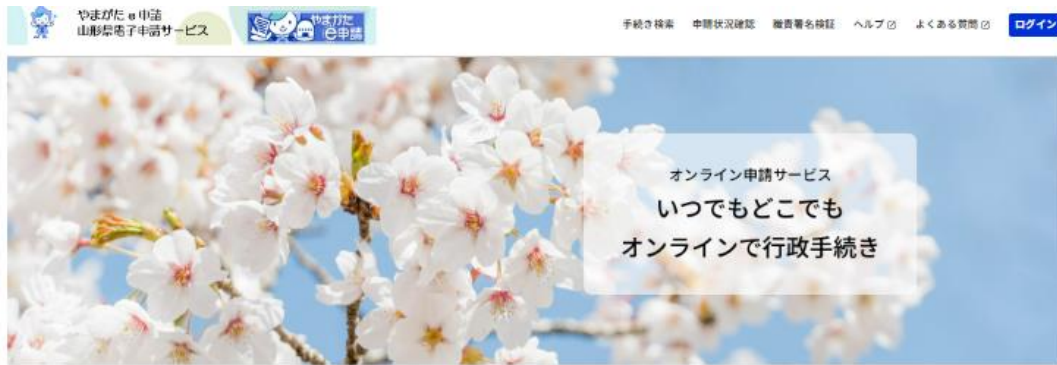 やまがたｅ申請
山形県電子申請サービス
やまがた
e申請
手続き検索 申請状況確認 職責署名検証 ヘルプ よくある質問 ログイン
オンライン申請サービス
いつでもどこでも
オンラインで行政手続き